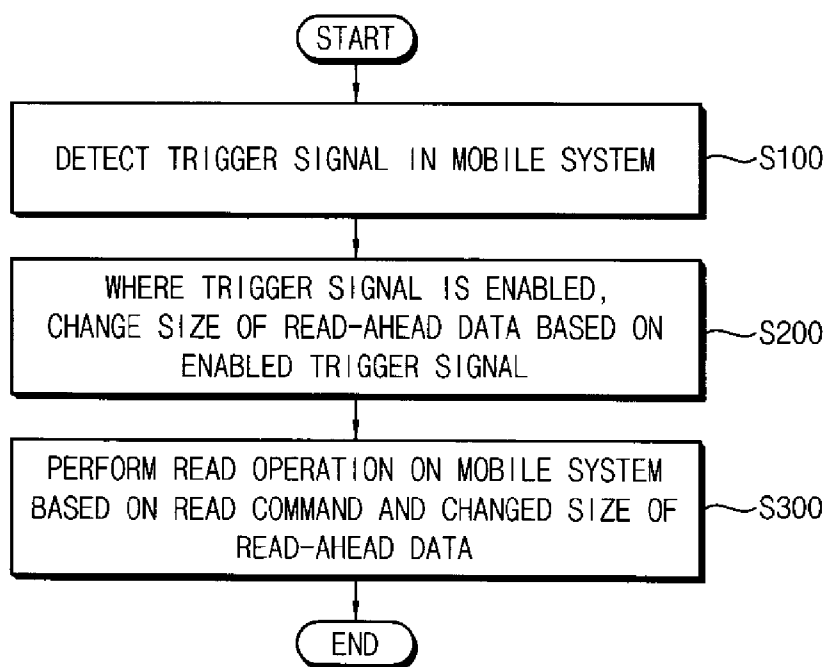 START
DETECT TRIGGER SIGNAL IN MOBILE SYSTEM
S100
WHERE TRIGGER SIGNAL IS ENABLED,
CHANGE SIZE OF READ-AHEAD DATA BASED ON
ENABLED TRIGGER SIGNAL
S200
PERFORM READ OPERATION ON MOBILE SYSTEM
BASED ON READ COMMAND AND CHANGED SIZE OF
READ-AHEAD DATA
S300
END